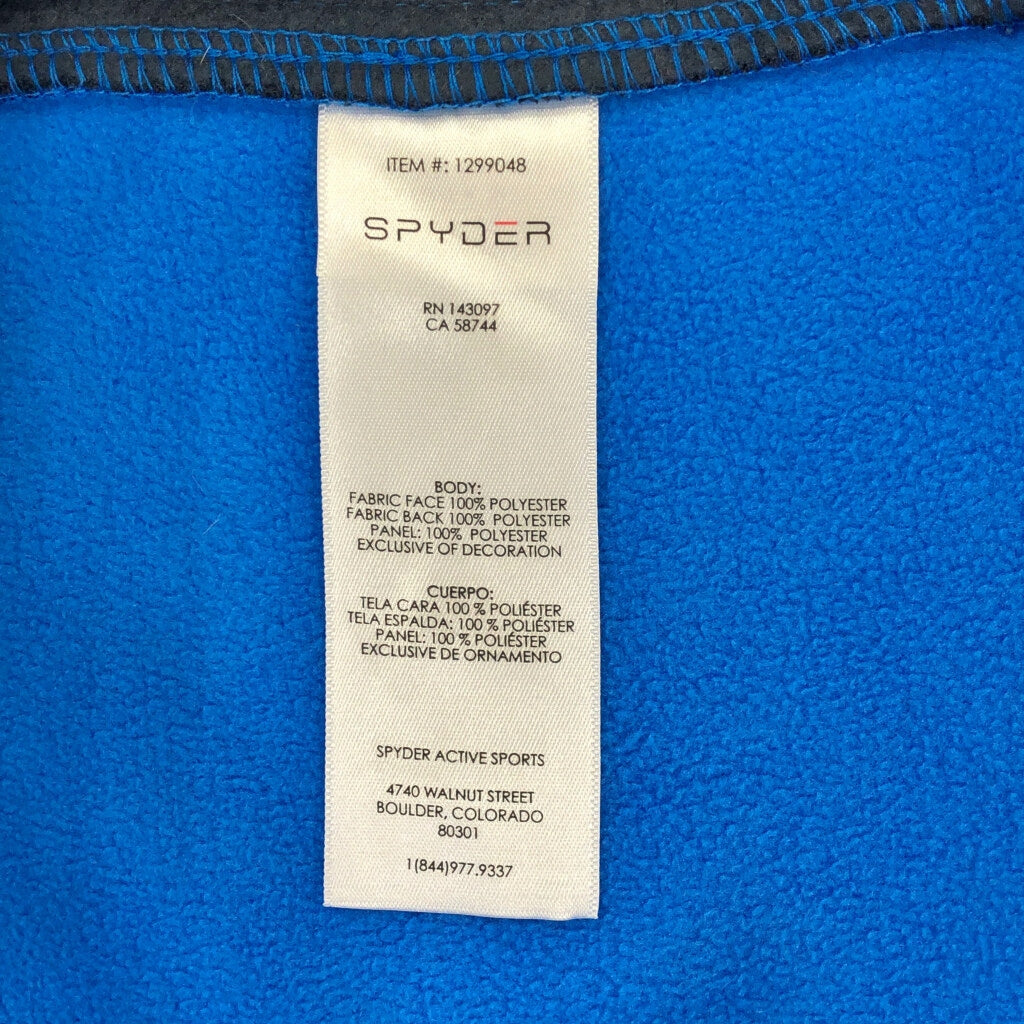 ITEM #: 1299048
SPYDER
RN 143097
CA 58744
BODY:
FABRIC FACE 100% POLYESTER
FABRIC BACK 100% POLYESTER
PANEL: 100% POLYESTER
EXCLUSIVE OF DECORATION
CUERPO:
TELA CARA 100 % POLIÉSTER
TELA ESPALDA: 100 % POLIÉSTER
PANEL: 100 % POLIÉSTER
EXCLUSIVE DE ORNAMENTO
SPYDER ACTIVE SPORTS
4740 WALNUT STREET
BOULDER, COLORADO
80301
1(844)977.9337